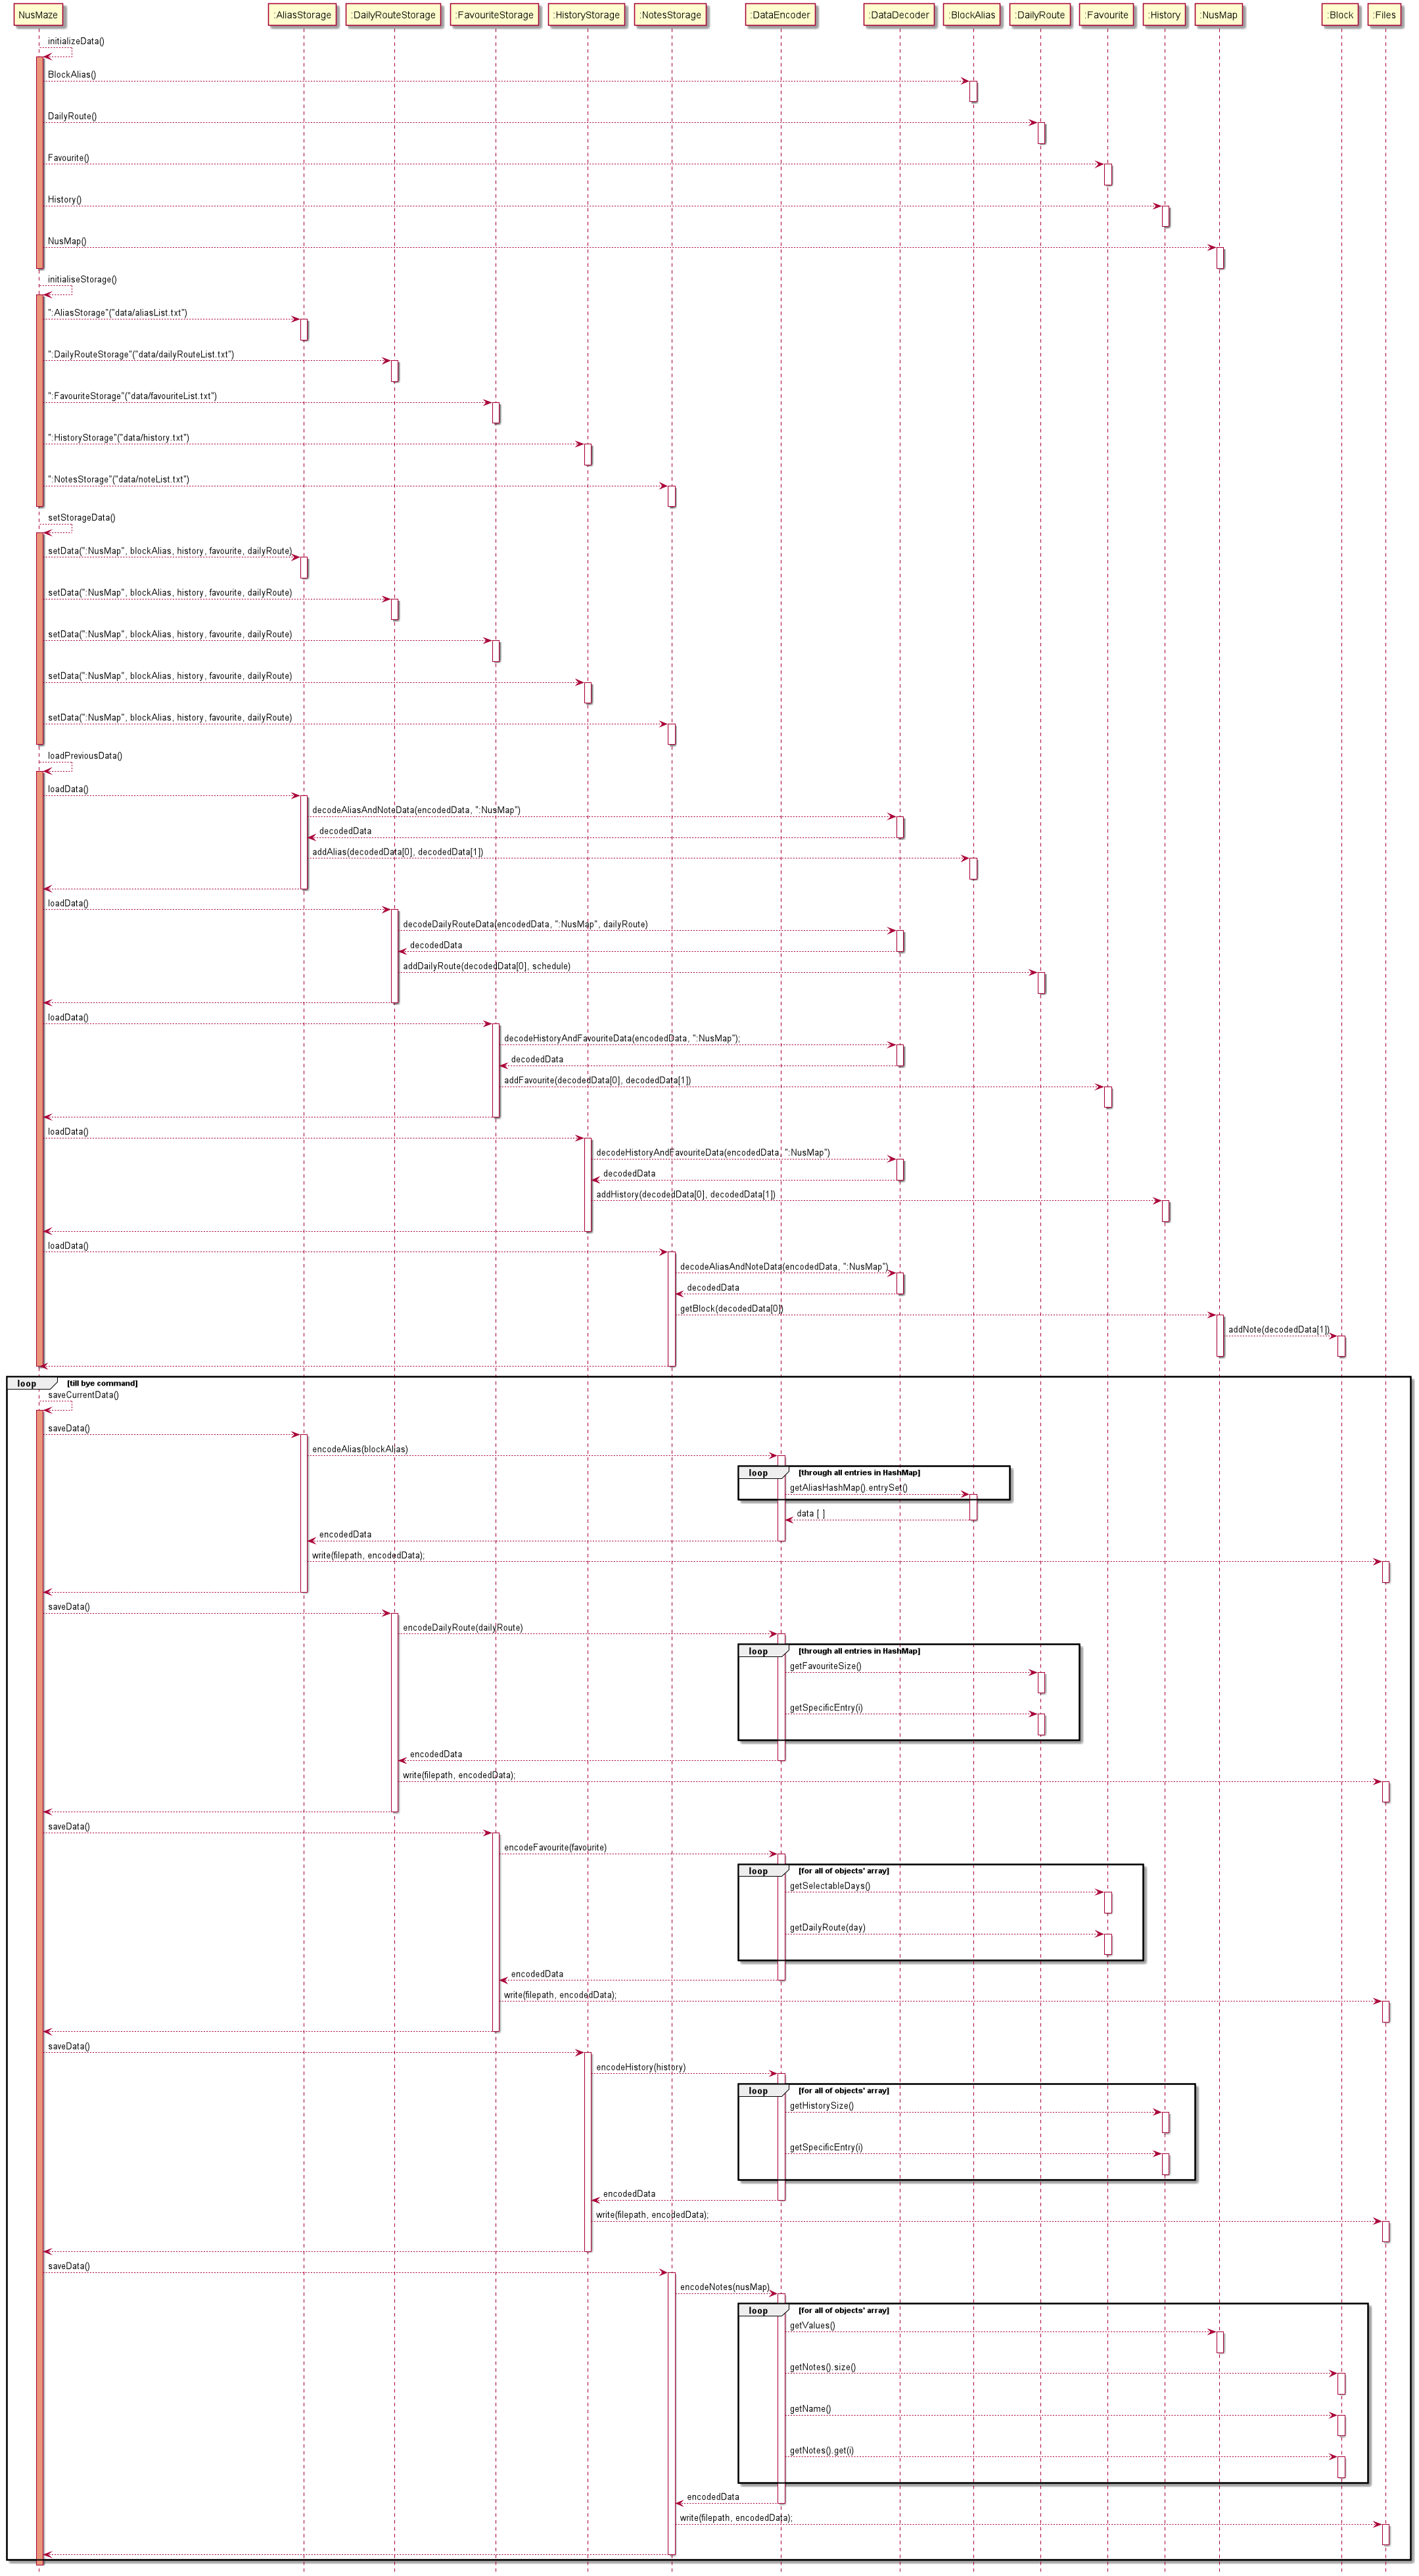 NusMaze
:AliasStorage
:DailyRouteStorage
:FavouriteStorage
:HistoryStorage
:NotesStorage
:DataEncoder
:DataDecoder
:BlockAlias
:DailyRoute
:Favourite
:History
:NusMap
:Block
:Files
initializeData()
BlockAlias()
DailyRoute()
Favourite()
History()
NusMap()
initialiseStorage()
":AliasStorage"("data/aliasList.txt")
":DailyRouteStorage"("data/dailyRouteList.txt")
":FavouriteStorage"("data/favouriteList.txt")
":HistoryStorage"("data/history.txt")
":NotesStorage"("data/noteList.txt")
setStorageData()
setData(":NusMap", blockAlias, history, favourite, dailyRoute)
setData(":NusMap", blockAlias, history, favourite, dailyRoute)
setData(":NusMap", blockAlias, history, favourite, dailyRoute)
setData(":NusMap", blockAlias, history, favourite, dailyRoute)
setData(":NusMap", blockAlias, history, favourite, dailyRoute)
loadPreviousData()
loadData()
decodeAliasAndNoteData(encodedData, ":NusMap")
decodedData
addAlias(decodedData[0], decodedData[1])
loadData()
decodeDailyRouteData(encodedData, ":NusMap", dailyRoute)
decodedData
addDailyRoute(decodedData[0], schedule)
loadData()
decodeHistoryAndFavouriteData(encodedData, ":NusMap");
decodedData
addFavourite(decodedData[0], decodedData[1])
loadData()
decodeHistoryAndFavouriteData(encodedData, ":NusMap")
decodedData
addHistory(decodedData[0], decodedData[1])
loadData()
decodeAliasAndNoteData(encodedData, ":NusMap")
decodedData
getBlock(decodedData[0])
addNote(decodedData[1])
loop [till bye command]
saveCurrentData()
saveData()
encodeAlias(blockAlias)
loop [through all entries in HashMap]
getAliasHashMap().entrySet()
data [ ]
encodedData
write(filepath, encodedData);
saveData()
encodeDailyRoute(dailyRoute)
loop [through all entries in HashMap]
getFavouriteSize()
getSpecificEntry(i)
encodedData
write(filepath, encodedData);
saveData()
encodeFavourite(favourite)
loop [for all of objects' array]
getSelectableDays()
getDailyRoute(day)
encodedData
write(filepath, encodedData);
saveData()
encodeHistory(history)
loop [for all of objects' array]
getHistorySize()
getSpecificEntry(i)
encodedData
write(filepath, encodedData);
saveData()
encodeNotes(nusMap)
loop [for all of objects' array]
getValues()
getNotes().size()
getName()
getNotes().get(i)
encodedData
write(filepath, encodedData);